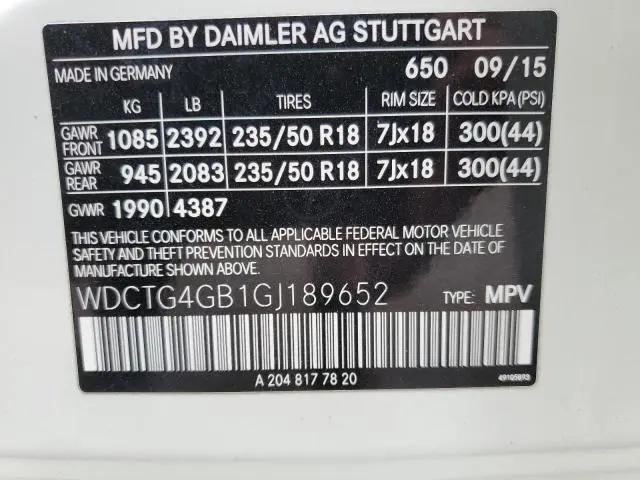 MFD BY DAIMLER AG STUTTGART
MADE IN GERMANY 650 09/15
KG LB TIRES RIM SIZE COLD KPA (PSI)
GAWR FRONT 1085 2392 235/50 R18 7Jx18 300(44)
GAWR REAR 945 2083 235/50 R18 7Jx18 300(44)
GVWR 1990 4387
THIS VEHICLE CONFORMS TO ALL APPLICABLE FEDERAL MOTOR VEHICLE
SAFETY AND THEFT PREVENTION STANDARDS IN EFFECT ON THE DATE
OF MANUFACTURE SHOWN ABOVE.
WDCTG4GB1GJ189652 TYPE: MPV
A 204 817 78 20